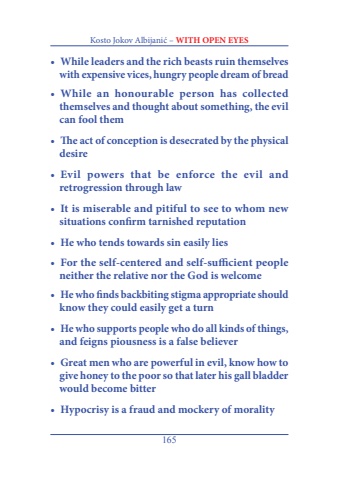 Kosto Jokov Albijanić – WITH OPEN EYES
• While leaders and the rich beasts ruin themselves
with expensive vices, hungry people dream of bread
• While an honourable person has collected
themselves and thought about something, the evil
can fool them
• The act of conception is desecrated by the physical
desire
• Evil powers that be enforce the evil and
retrogression through law
• It is miserable and pitiful to see to whom new
situations confirm tarnished reputation
• He who tends towards sin easily lies
• For the self-centered and self-sufficient people
neither the relative nor the God is welcome
• He who finds backbiting stigma appropriate should
know they could easily get a turn
• He who supports people who do all kinds of things,
and feigns piousness is a false believer
• Great men who are powerful in evil, know how to
give honey to the poor so that later his gall bladder
would become bitter
• Hypocrisy is a fraud and mockery of morality
165